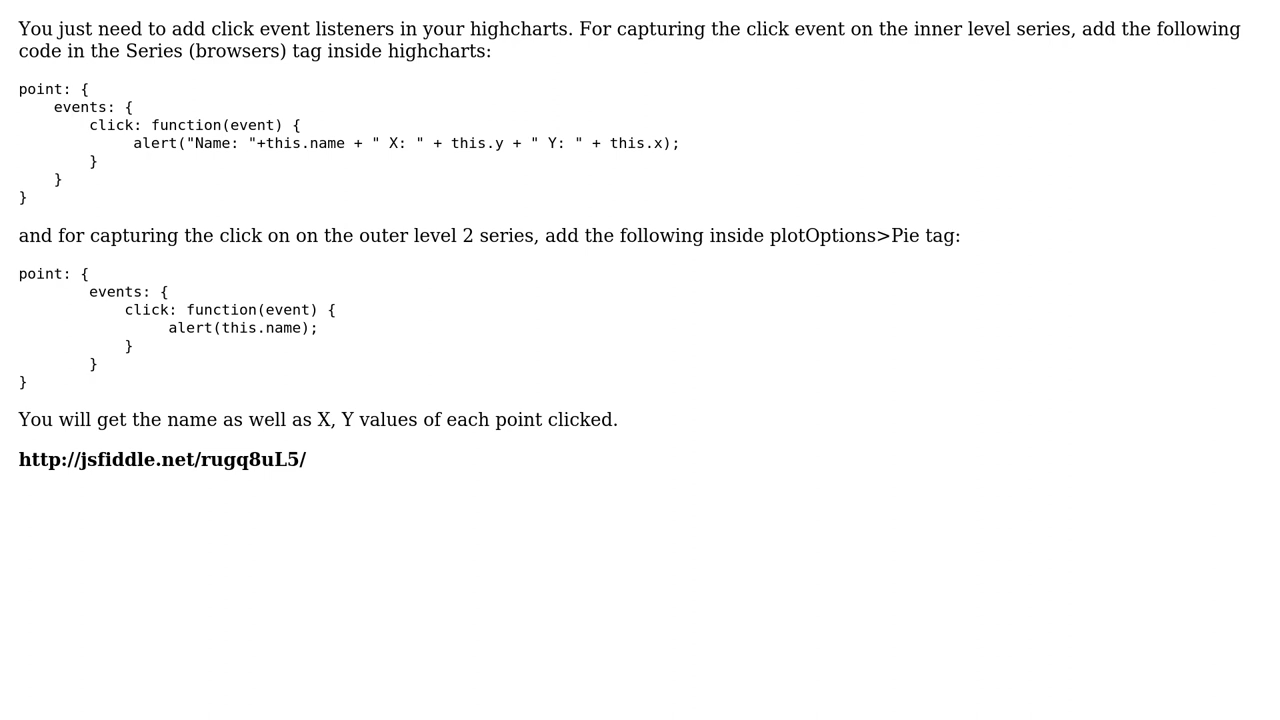 You just need to add click event listeners in your highcharts. For capturing the click event on the inner level series, add the following
code in the Series (browsers) tag inside highcharts:
point: {
    events: {
        click: function(event) {
             alert("Name: "+this.name + " X: " + this.y + " Y: " + this.x);
        }
    }
}
and for capturing the click on on the outer level 2 series, add the following inside plotOptions>Pie tag:
point: {
        events: {
            click: function(event) {
                 alert(this.name);
            }
        }
}
You will get the name as well as X, Y values of each point clicked.
http://jsfiddle.net/rugq8uL5/